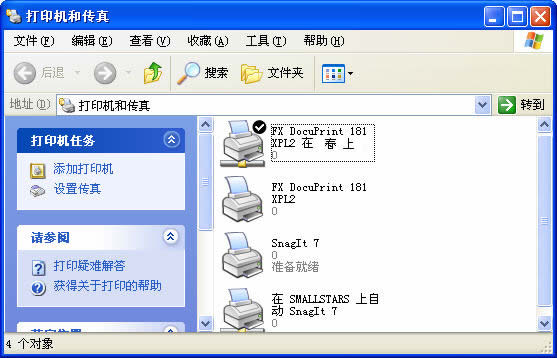 打印机和传真
文件(F) 编辑(E) 查看(V) 收藏(A) 工具(T) 帮助(H)
后退 搜索 文件夹
地址(D) 打印机和传真 转到
打印机任务
添加打印机
设置传真
请参阅
打印疑难解答
获得关于打印的帮助
FX DocuPrint 181
XPL2 在 春 上
0
FX DocuPrint 181
XPL2
0
SnagIt 7
0
准备就绪
在 SMALLSTARS 上自
动 SnagIt 7
0
4 个对象